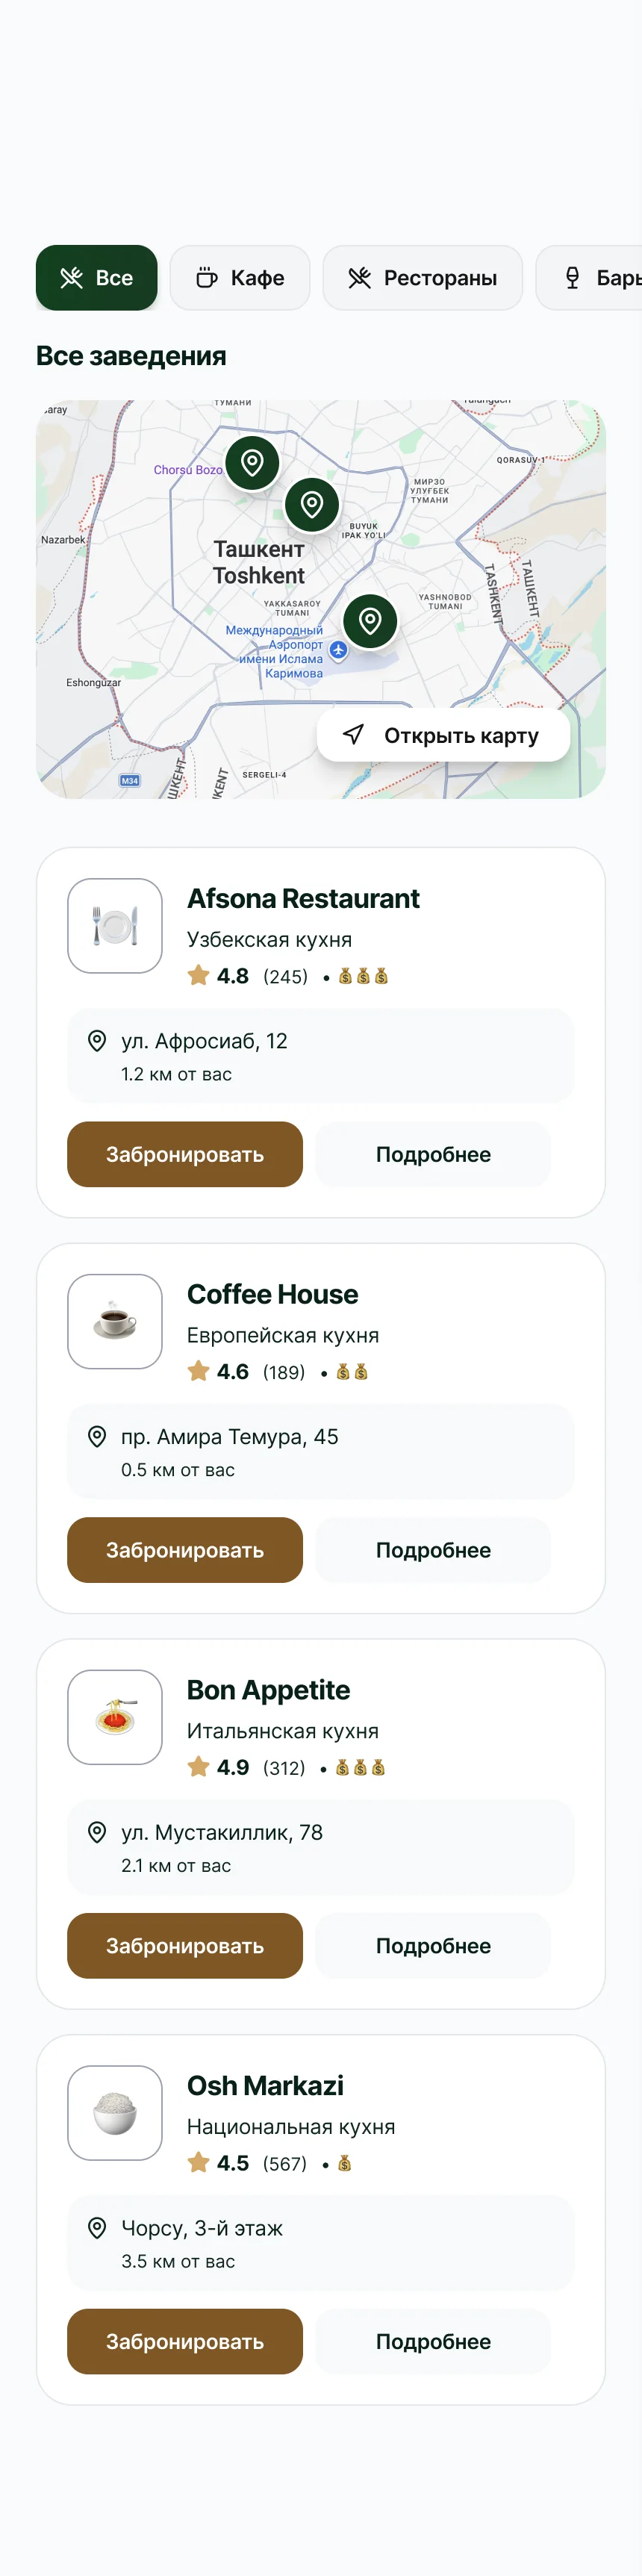 Все
Кафе
Рестораны
Бары
Все заведения
ТУМАНИ
Chorsu Bozo
QORASUV-1
МИРЗО
УЛУҒБЕК
ТУМАНИ
BUYUK
IPAK YO'LI
Nazarbek
Ташкент
Toshkent
TASHKENT
ТАШКЕНТ
YAKKASAROY
TUMANI
YASHNOBOD
TUMANI
Международный
Аэропорт
имени Ислама
Каримова
Eshonguzar
Открыть карту
M34
SERGELI-4
Afsona Restaurant
Узбекская кухня
4.8 (245) •
ул. Афросиаб, 12
1.2 км от вас
Забронировать
Подробнее
Coffee House
Европейская кухня
4.6 (189) •
пр. Амира Темура, 45
0.5 км от вас
Забронировать
Подробнее
Bon Appetite
Итальянская кухня
4.9 (312) •
ул. Мустакиллик, 78
2.1 км от вас
Забронировать
Подробнее
Osh Markazi
Национальная кухня
4.5 (567) •
Чорсу, 3-й этаж
3.5 км от вас
Забронировать
Подробнее